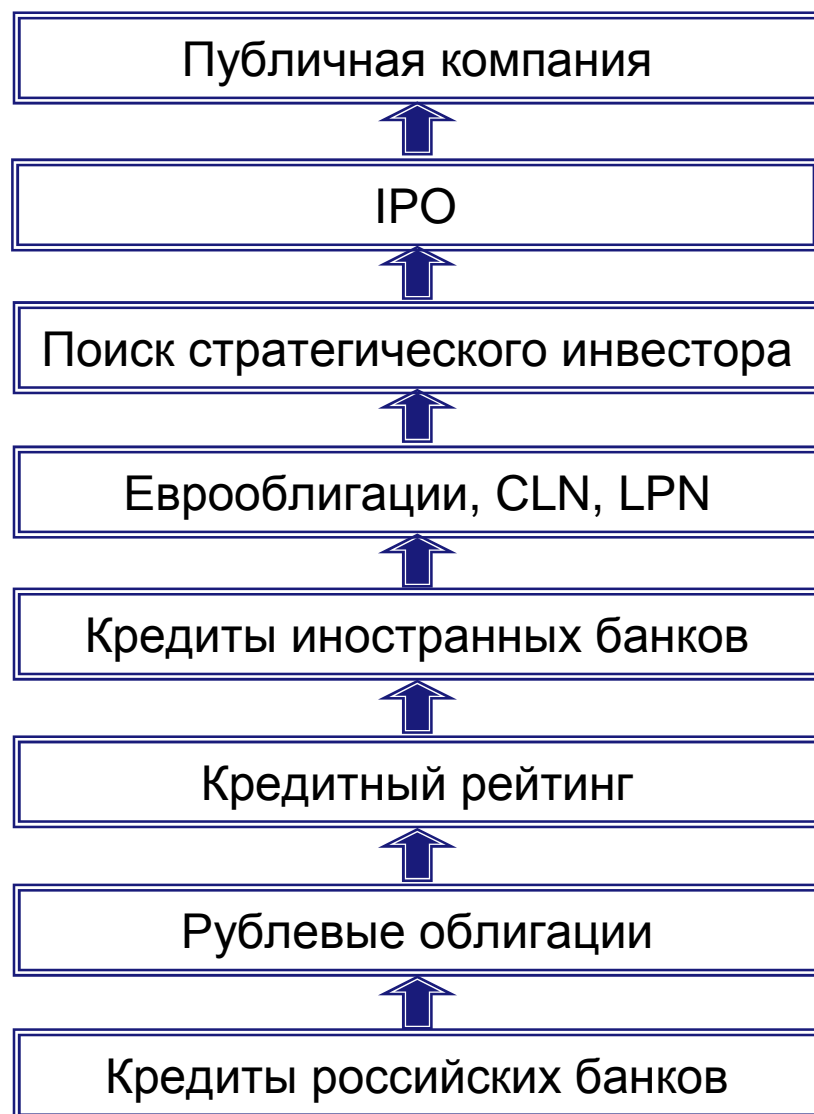 Публичная компания
IPO
Поиск стратегического инвестора
Еврооблигации, CLN, LPN
Кредиты иностранных банков
Кредитный рейтинг
Рублевые облигации
Кредиты российских банков